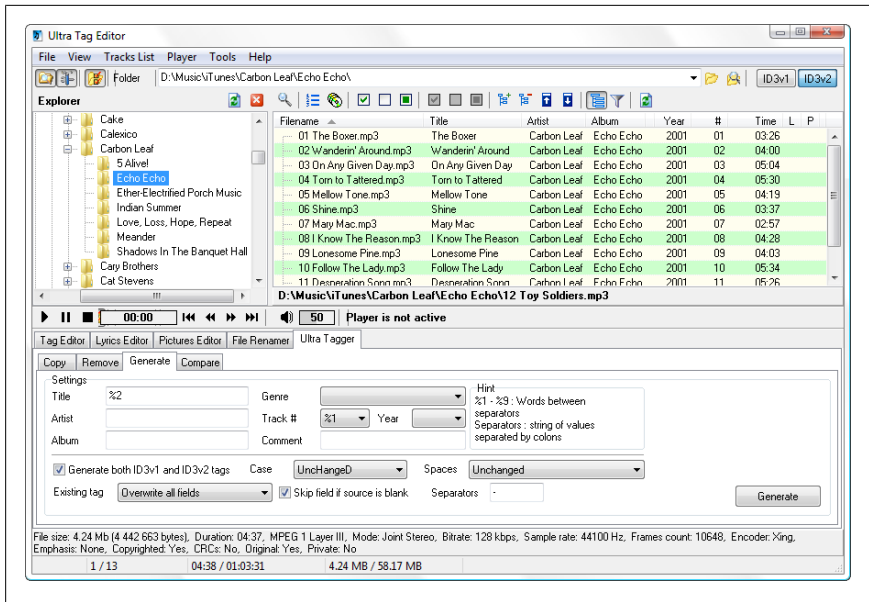 Ultra Tag Editor
File View Tracks List Player Tools Help
Folder D:\Music\iTunes\Carbon Leaf\Echo Echo\ ID3v1 ID3v2
Explorer
Cake
Calexico
Carbon Leaf
5 Alive!
Echo Echo
Ether-Electrified Porch Music
Indian Summer
Love, Loss, Hope, Repeat
Meander
Shadows In The Banquet Hall
Cary Brothers
Cat Stevens
Filename Title Artist Album Year # Time L P
01 The Boxer.mp3 The Boxer Carbon Leaf Echo Echo 2001 01 03:26
02 Wanderin' Around.mp3 Wanderin' Around Carbon Leaf Echo Echo 2001 02 04:00
03 On Any Given Day.mp3 On Any Given Day Carbon Leaf Echo Echo 2001 03 05:04
04 Torn to Tattered.mp3 Torn to Tattered Carbon Leaf Echo Echo 2001 04 05:30
05 Mellow Tone.mp3 Mellow Tone Carbon Leaf Echo Echo 2001 05 04:19
06 Shine.mp3 Shine Carbon Leaf Echo Echo 2001 06 03:37
07 Mary Mac.mp3 Mary Mac Carbon Leaf Echo Echo 2001 07 02:57
08 I Know The Reason.mp3 I Know The Reason Carbon Leaf Echo Echo 2001 08 04:28
09 Lonesome Pine.mp3 Lonesome Pine Carbon Leaf Echo Echo 2001 09 04:03
10 Follow The Lady.mp3 Follow The Lady Carbon Leaf Echo Echo 2001 10 05:34
11 Desperation Song.mp3 Desperation Song Carbon Leaf Echo Echo 2001 11 05:26
D:\Music\iTunes\Carbon Leaf\Echo Echo\12 Toy Soldiers.mp3
00:00 50 Player is not active
Tag Editor Lyrics Editor Pictures Editor File Renamer Ultra Tagger
Copy Remove Generate Compare
Settings
Title %2 Genre
Artist Track # %1 Year
Album Comment
Hint
%1 - %9 : Words between
separators
Separators : string of values
separated by colons
Generate both ID3v1 and ID3v2 tags Case UncHangeD Spaces Unchanged
Existing tag Overwrite all fields Skip field if source is blank Separators -
Generate
File size: 4.24 Mb (4 442 663 bytes), Duration: 04:37, MPEG 1 Layer III, Mode: Joint Stereo, Bitrate: 128 kbps, Sample rate: 44100 Hz, Frames count: 10648, Encoder: Xing,
Emphasis: None, Copyrighted: Yes, CRCs: No, Original: Yes, Private: No
1 / 13 04:38 / 01:03:31 4.24 MB / 58.17 MB